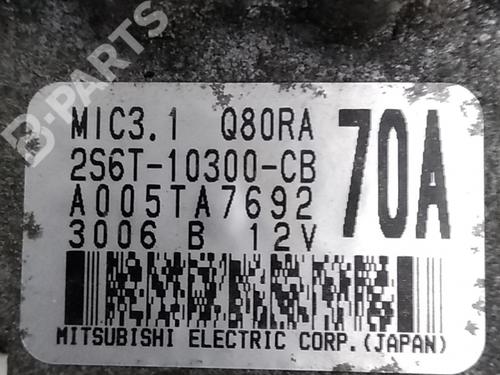 B-PARTS
MIC3.1 Q80RA
70A
2S6T-10300-CB
A005TA7692
3006 B 12V
MITSUBISHI ELECTRIC CORP.(JAPAN)